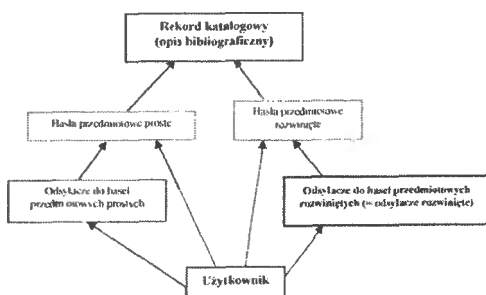 Rekord katalogowy
(opis bibliograficzny)
Hasła przedmiotowe proste
Hasła przedmiotowe
rozwinięte
Odsyłacze do haseł
przedmiotowych prostych
Odsyłacze do haseł przedmiotowych
rozwiniętych (= odsyłacze rozwinięte)
Użytkownik